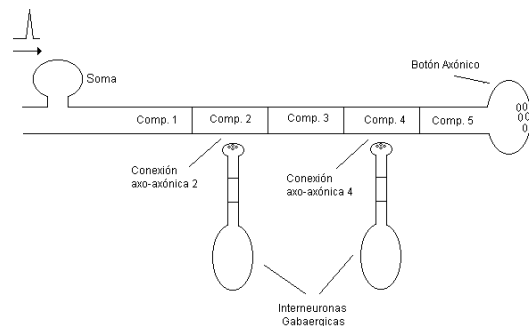 Botón Axónico
Soma
Comp. 1
Comp. 2
Comp. 3
Comp. 4
Comp. 5
Conexión
axo-axónica 2
Conexión
axo-axónica 4
Interneuronas
Gabaergicas